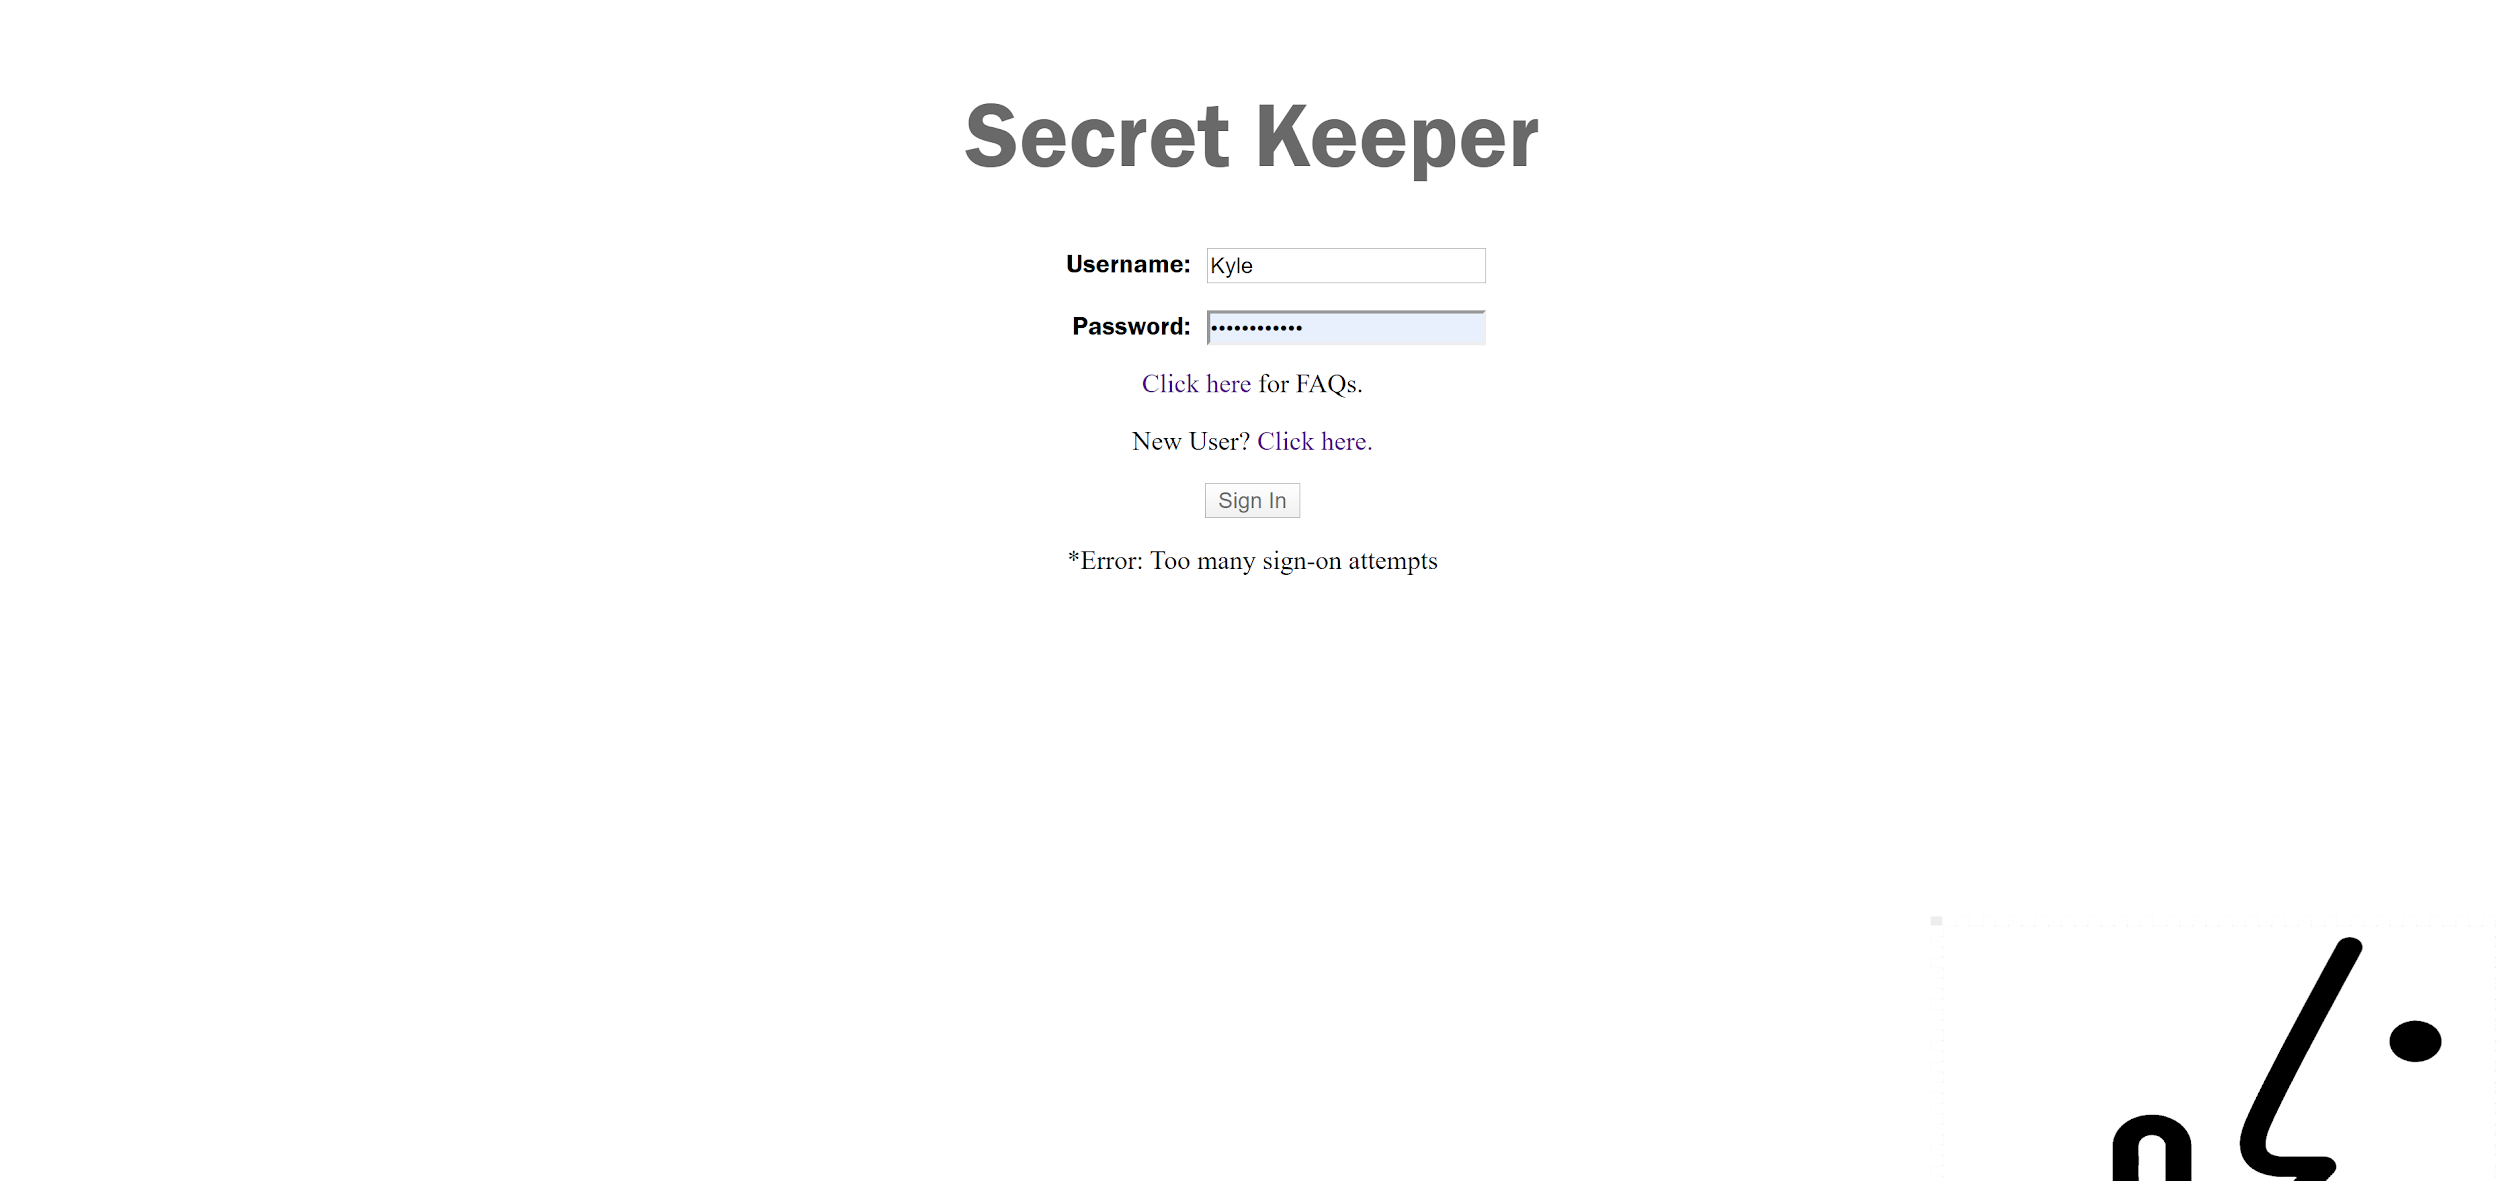 Secret Keeper
Username: Kyle
Password: ••••••••••••
Click here for FAQs.
New User? Click here.
Sign In
*Error: Too many sign-on attempts